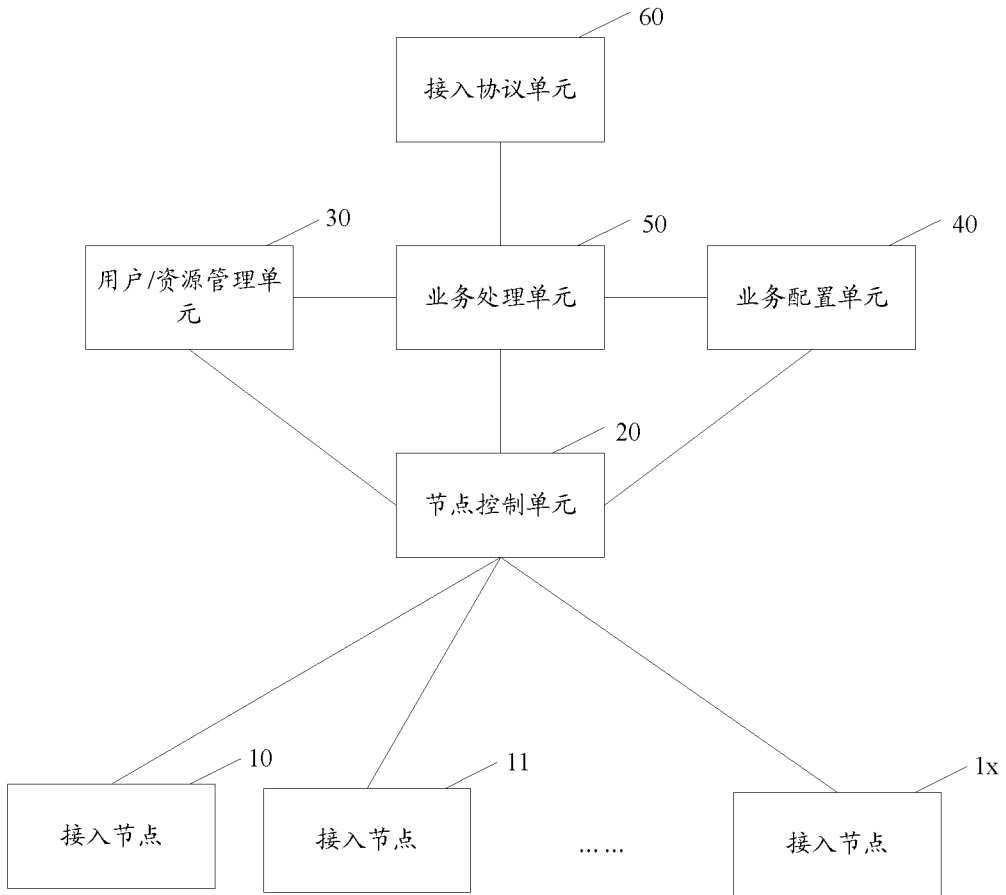 60
接入协议单元
30
50
40
用户/资源管理单
元
业务处理单元
业务配置单元
20
节点控制单元
10
11
1x
接入节点
接入节点
……
接入节点